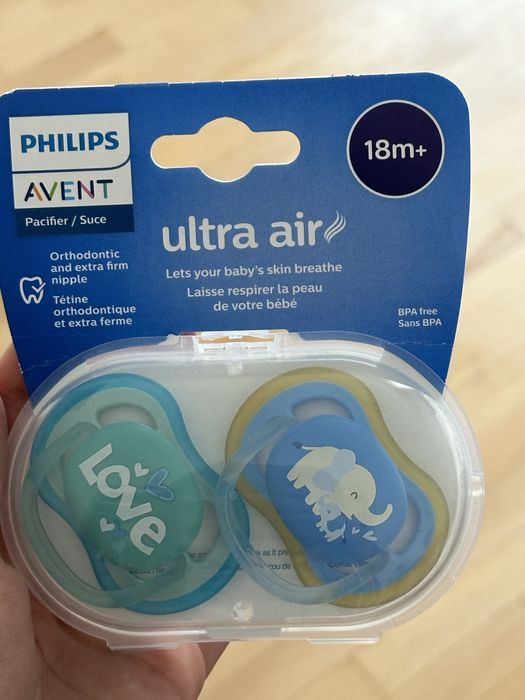 PHILIPS
AVENT
Pacifier / Suce
18m+
ultra air
Lets your baby's skin breathe
Laisse respirer la peau
de votre bébé
Orthodontic
and extra firm
nipple
Tétine
orthodontique
et extra ferme
BPA free
Sans BPA
Love